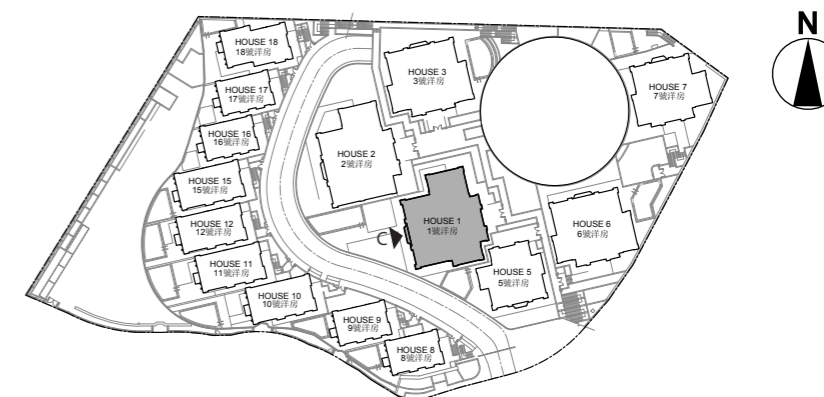 N
HOUSE 18
18號洋房
HOUSE 3
3號洋房
HOUSE 7
7號洋房
HOUSE 17
17號洋房
HOUSE 16
16號洋房
HOUSE 2
2號洋房
HOUSE 15
15號洋房
HOUSE 12
12號洋房
HOUSE 1
1號洋房
HOUSE 6
6號洋房
C
HOUSE 11
11號洋房
HOUSE 5
5號洋房
HOUSE 10
10號洋房
HOUSE 9
9號洋房
HOUSE 8
8號洋房